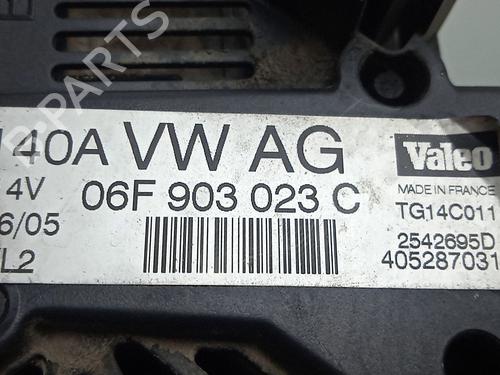 140A VW AG
4V
06F 903 023 C
6/05
L2
Valeo
MADE IN FRANCE
TG14C011
2542695D
405287031
B-PARTS